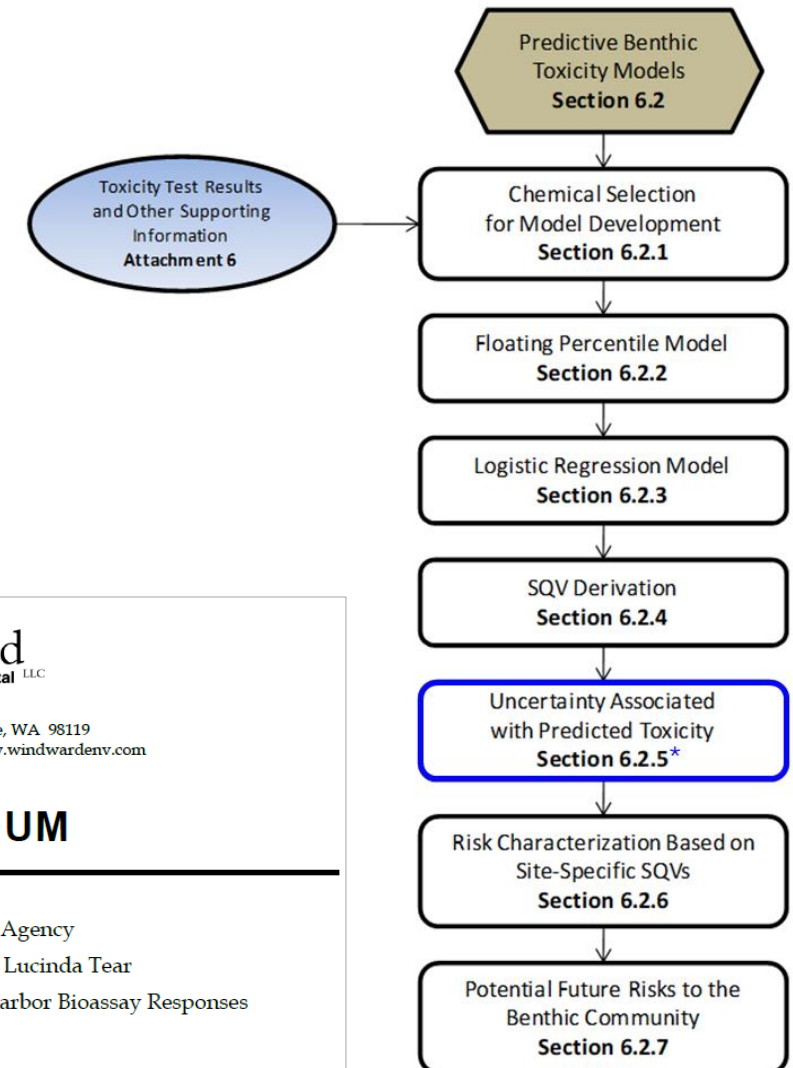 Predictive Benthic
Toxicity Models
Section 6.2
Toxicity Test Results
and Other Supporting
Information
Attachment 6
Chemical Selection
for Model Development
Section 6.2.1
Floating Percentile Model
Section 6.2.2
Logistic Regression Model
Section 6.2.3
SQV Derivation
Section 6.2.4
Uncertainty Associated
with Predicted Toxicity
Section 6.2.5*
Risk Characterization Based on
Site-Specific SQVs
Section 6.2.6
Potential Future Risks to the
Benthic Community
Section 6.2.7
d
tal LLC
e, WA 98119
.windwardenv.com
UM
Agency
Lucinda Tear
arbor Bioassay Responses